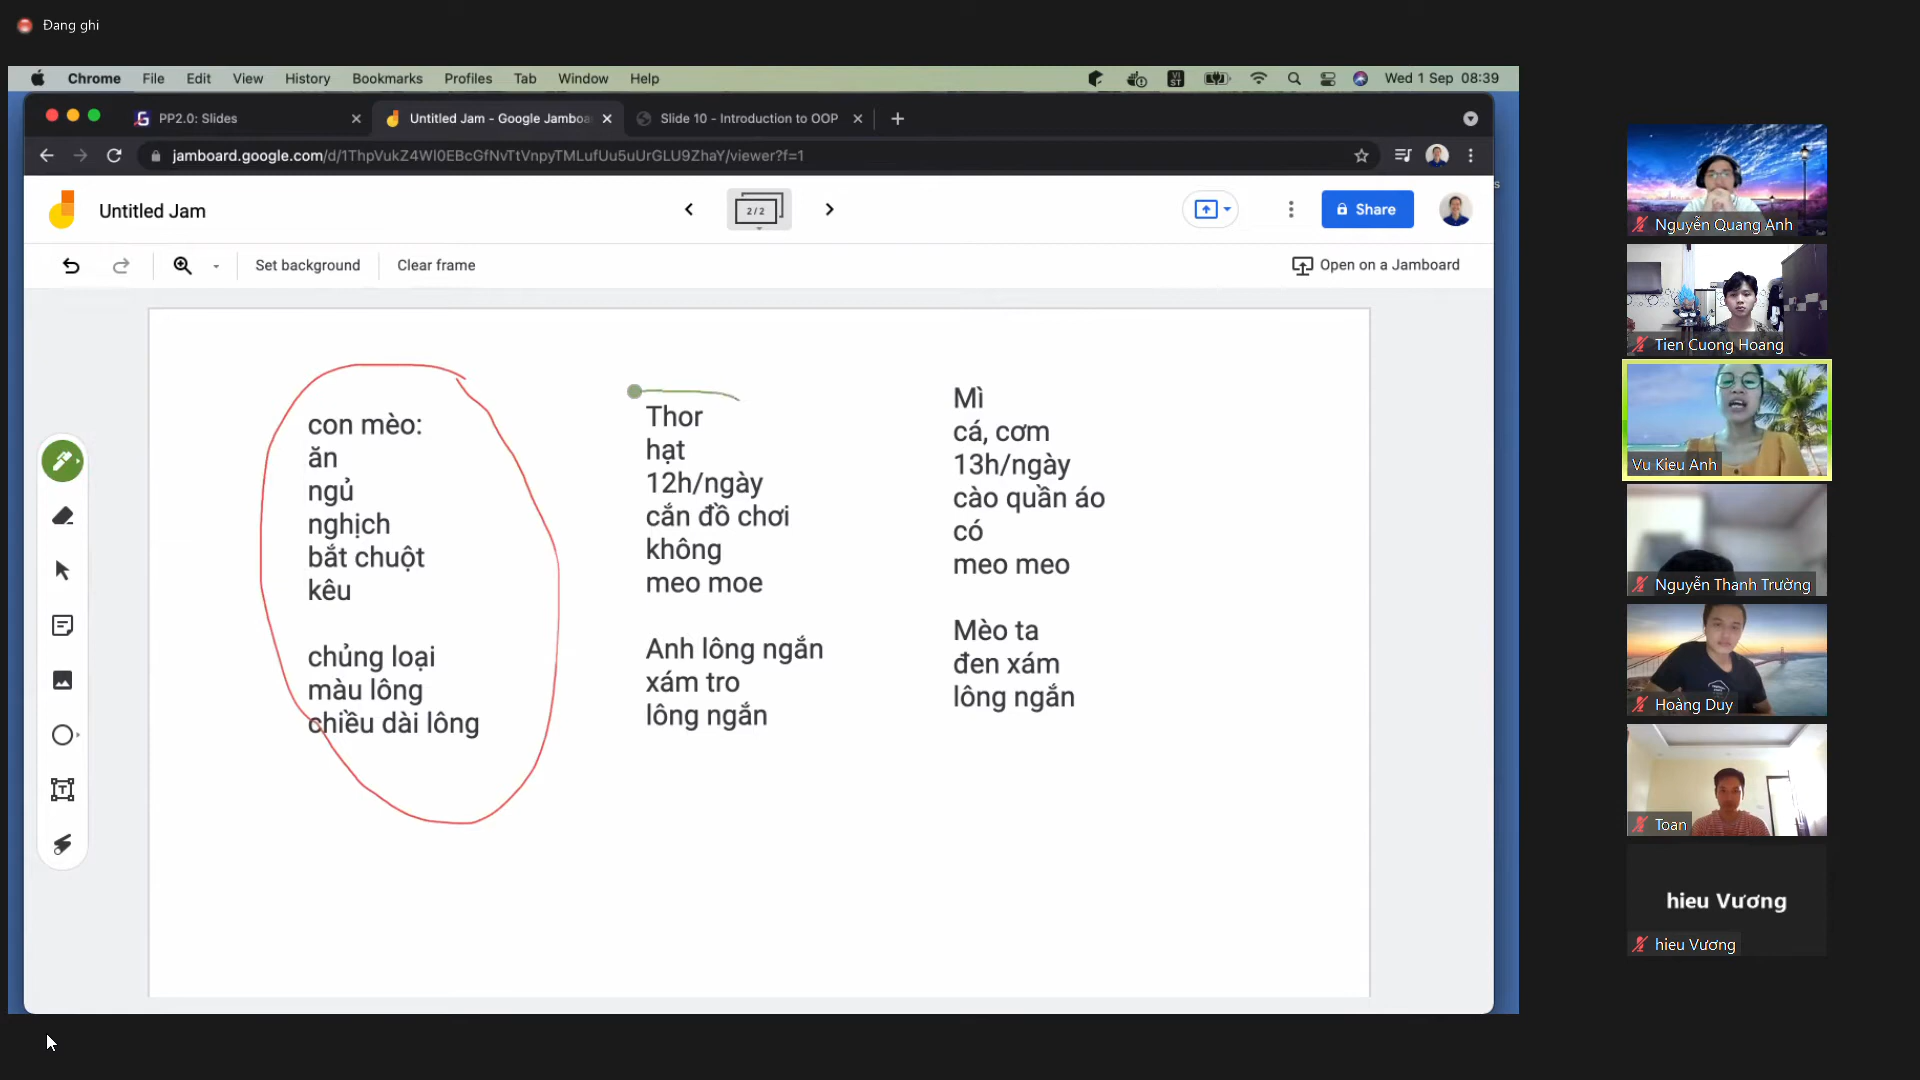 Đang ghi
Chrome File Edit View History Bookmarks Profiles Tab Window Help
VI
ST
Wed 1 Sep 08:39
PP2.0: Slides
Untitled Jam - Google Jamboa
Slide 10 - Introduction to OOP
jamboard.google.com/d/1ThpVukZ4Wl0EBcGfNvTtVnpyTMLufUu5uUrGLU9ZhaY/viewer?f=1
Untitled Jam
2/2
Share
Set background
Clear frame
Open on a Jamboard
con mèo:
ăn
ngủ
nghịch
bắt chuột
kêu
chủng loại
màu lông
chiều dài lông
Thor
hạt
12h/ngày
cắn đồ chơi
không
meo moe
Anh lông ngắn
xám tro
lông ngắn
Mì
cá, cơm
13h/ngày
cào quần áo
có
meo meo
Mèo ta
đen xám
lông ngắn
Nguyễn Quang Anh
Tien Cuong Hoang
Vu Kieu Anh
Nguyễn Thanh Trường
Hoàng Duy
Toan
hieu Vương
hieu Vương